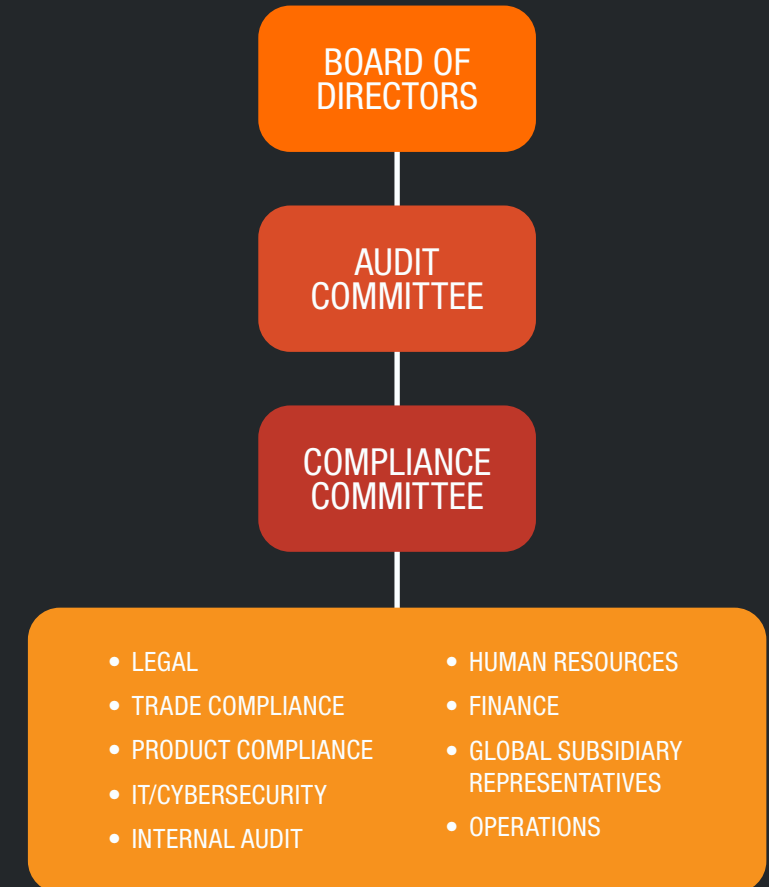 BOARD OF
DIRECTORS
AUDIT
COMMITTEE
COMPLIANCE
COMMITTEE
• LEGAL
• TRADE COMPLIANCE
• PRODUCT COMPLIANCE
• IT/CYBERSECURITY
• INTERNAL AUDIT
• HUMAN RESOURCES
• FINANCE
• GLOBAL SUBSIDIARY
REPRESENTATIVES
• OPERATIONS